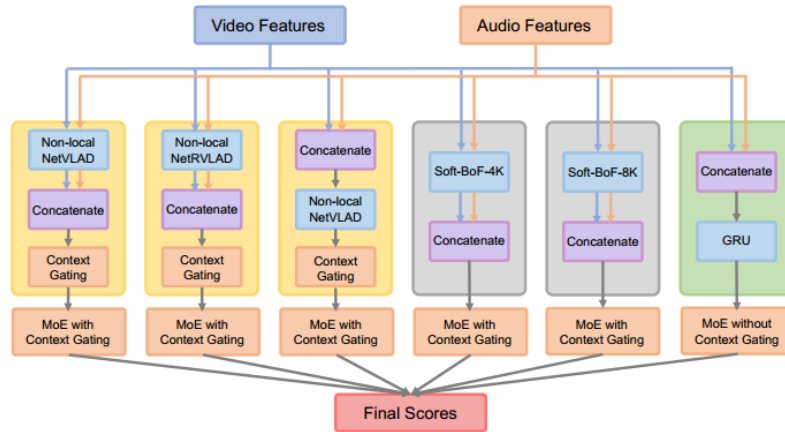 Video Features
Audio Features
Non-local
NetVLAD
Non-local
NetRVLAD
Concatenate
Soft-BoF-4K
Soft-BoF-8K
Concatenate
Concatenate
Concatenate
Non-local
NetVLAD
Concatenate
Concatenate
GRU
Context
Gating
Context
Gating
Context
Gating
MoE with
Context Gating
MoE with
Context Gating
MoE with
Context Gating
MoE with
Context Gating
MoE with
Context Gating
MoE without
Context Gating
Final Scores